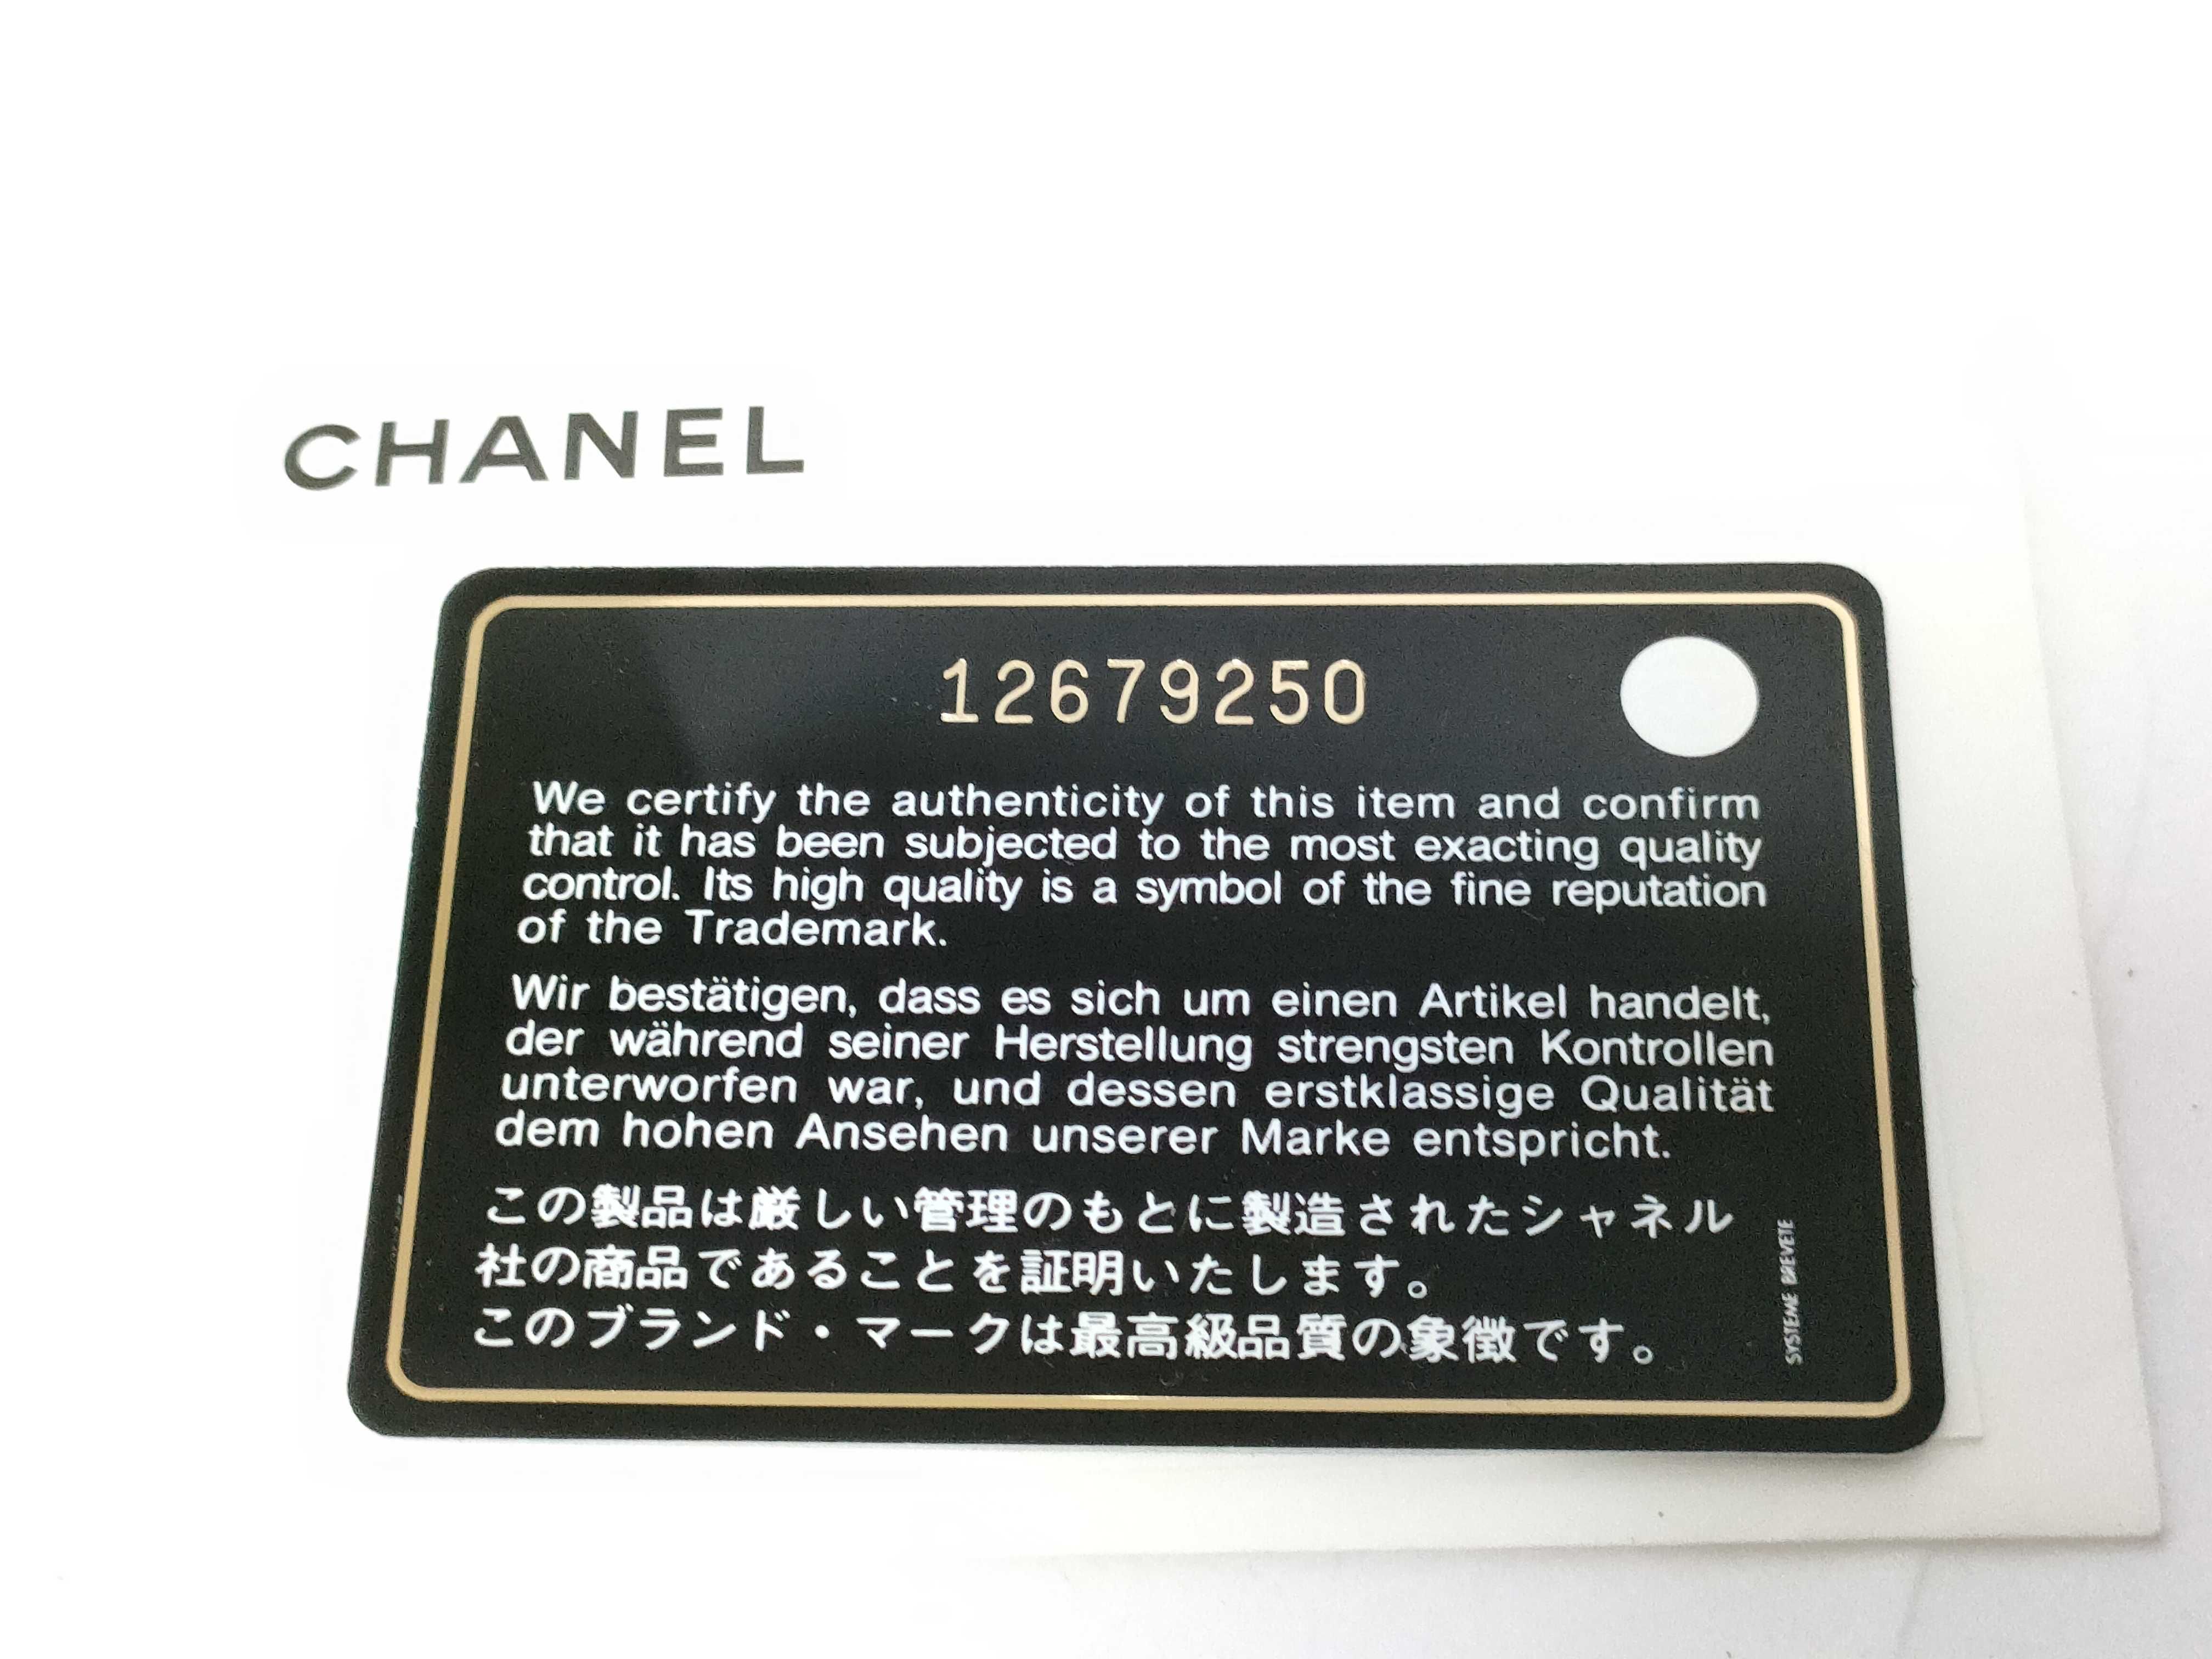 CHANEL
12679250
We certify the authenticity of this item and confirm
that it has been subjected to the most exacting quality
control. Its high quality is a symbol of the fine reputation
of the Trademark.
Wir bestätigen, dass es sich um einen Artikel handelt,
der während seiner Herstellung strengsten Kontrollen
unterworfen war, und dessen erstklassige Qualität
dem hohen Ansehen unserer Marke entspricht.
この製品は厳しい管理のもとに製造されたシャネル
社の商品であることを証明いたします。
このブランド・マークは最高級品質の象徴です。
SYSTEME BREVETE